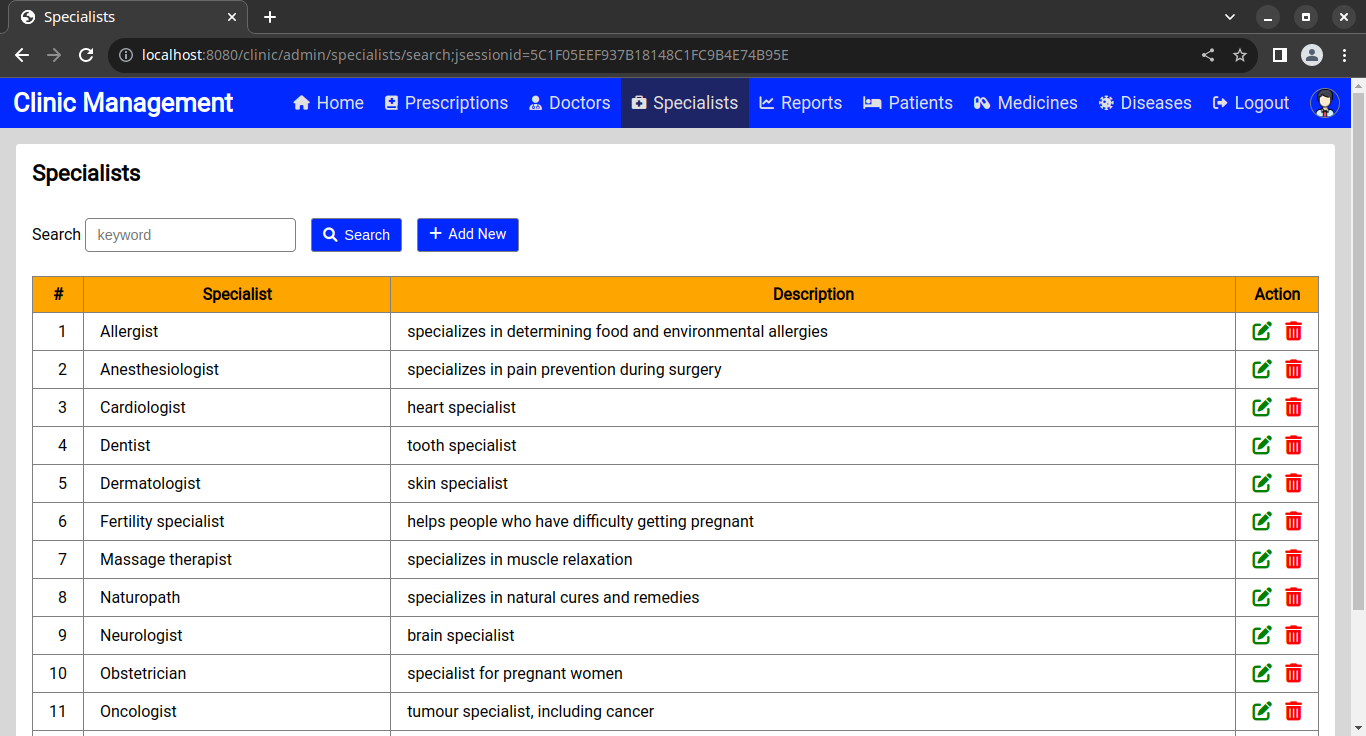 Specialists
localhost:8080/clinic/admin/specialists/search;jsessionid=5C1F05EEF937B18148C1FC9B4E74B95E
Clinic Management Home Prescriptions Doctors Specialists Reports Patients Medicines Diseases Logout
Specialists
Search keyword Search Add New
# Specialist Description Action
1 Allergist specializes in determining food and environmental allergies
2 Anesthesiologist specializes in pain prevention during surgery
3 Cardiologist heart specialist
4 Dentist tooth specialist
5 Dermatologist skin specialist
6 Fertility specialist helps people who have difficulty getting pregnant
7 Massage therapist specializes in muscle relaxation
8 Naturopath specializes in natural cures and remedies
9 Neurologist brain specialist
10 Obstetrician specialist for pregnant women
11 Oncologist tumour specialist, including cancer